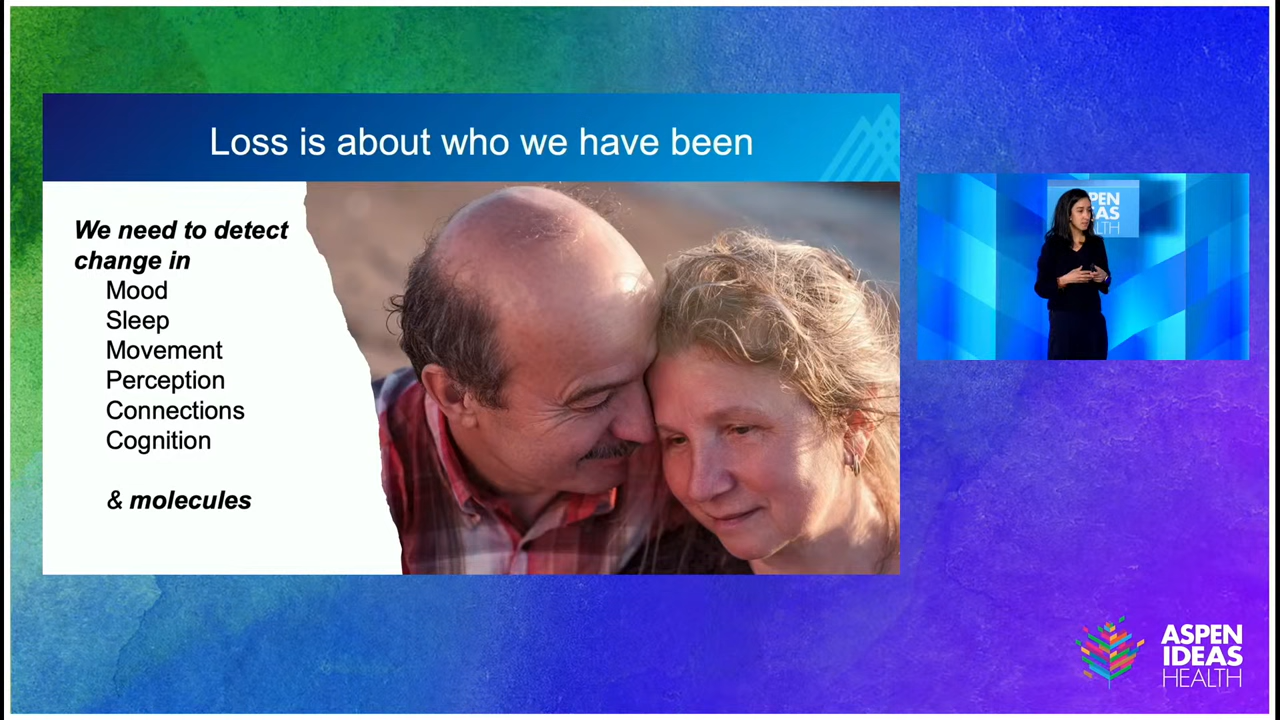 Loss is about who we have been
We need to detect
change in
Mood
Sleep
Movement
Perception
Connections
Cognition
& molecules
ASPEN
IDEAS
HEALTH